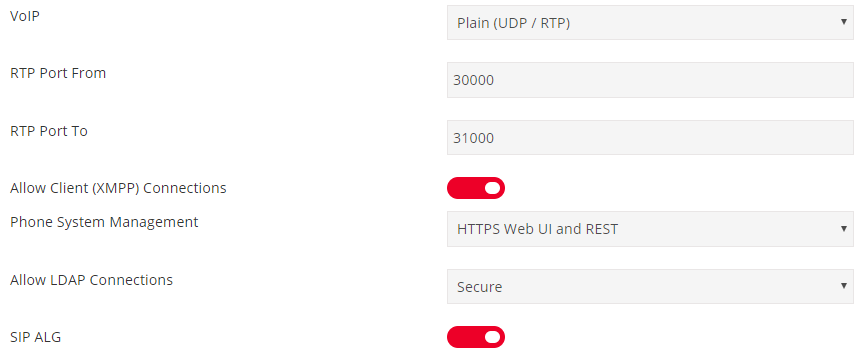 VoIP
Plain (UDP / RTP)
RTP Port From
30000
RTP Port To
31000
Allow Client (XMPP) Connections
Phone System Management
HTTPS Web UI and REST
Allow LDAP Connections
Secure
SIP ALG